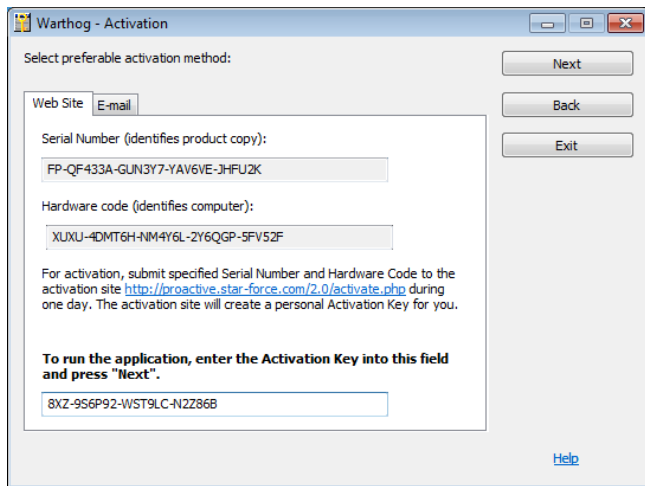 Warthog - Activation
Select preferable activation method:
Next
Web Site
E-mail
Back
Serial Number (identifies product copy):
Exit
FP-QF433A-GUN3Y7-YAV6VE-JHFU2K
Hardware code (identifies computer):
XUXU-4DMT6H-NM4Y6L-2Y6QGP-5FV52F
For activation, submit specified Serial Number and Hardware Code to the
activation site http://proactive.star-force.com/2.0/activate.php during
one day. The activation site will create a personal Activation Key for you.
To run the application, enter the Activation Key into this field
and press "Next".
8XZ-9S6P92-WST9LC-N2Z86B
Help